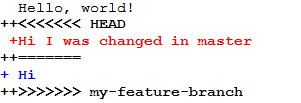 Hello, world!
++<<<<<<< HEAD
 +Hi I was changed in master
++=======
+ Hi
++>>>>>>> my-feature-branch